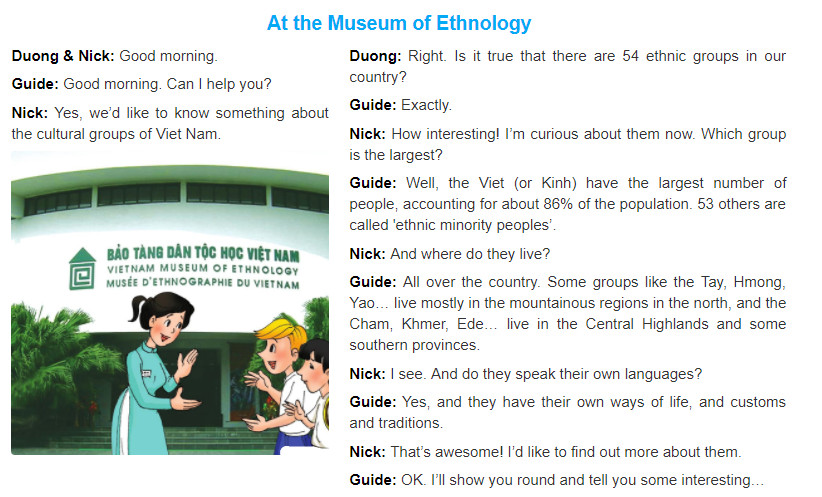 At the Museum of Ethnology
Duong & Nick: Good morning.
Guide: Good morning. Can I help you?
Nick: Yes, we’d like to know something about
the cultural groups of Viet Nam.
BẢO TÀNG DÂN TỘC HỌC VIỆT NAM
VIETNAM MUSEUM OF ETHNOLOGY
MUSÉE D'ETHNOGRAPHIE DU VIETNAM
Duong: Right. Is it true that there are 54 ethnic groups in our
country?
Guide: Exactly.
Nick: How interesting! I’m curious about them now. Which group
is the largest?
Guide: Well, the Viet (or Kinh) have the largest number of
people, accounting for about 86% of the population. 53 others are
called 'ethnic minority peoples’.
Nick: And where do they live?
Guide: All over the country. Some groups like the Tay, Hmong,
Yao… live mostly in the mountainous regions in the north, and the
Cham, Khmer, Ede… live in the Central Highlands and some
southern provinces.
Nick: I see. And do they speak their own languages?
Guide: Yes, and they have their own ways of life, and customs
and traditions.
Nick: That’s awesome! I’d like to find out more about them.
Guide: OK. I’ll show you round and tell you some interesting…